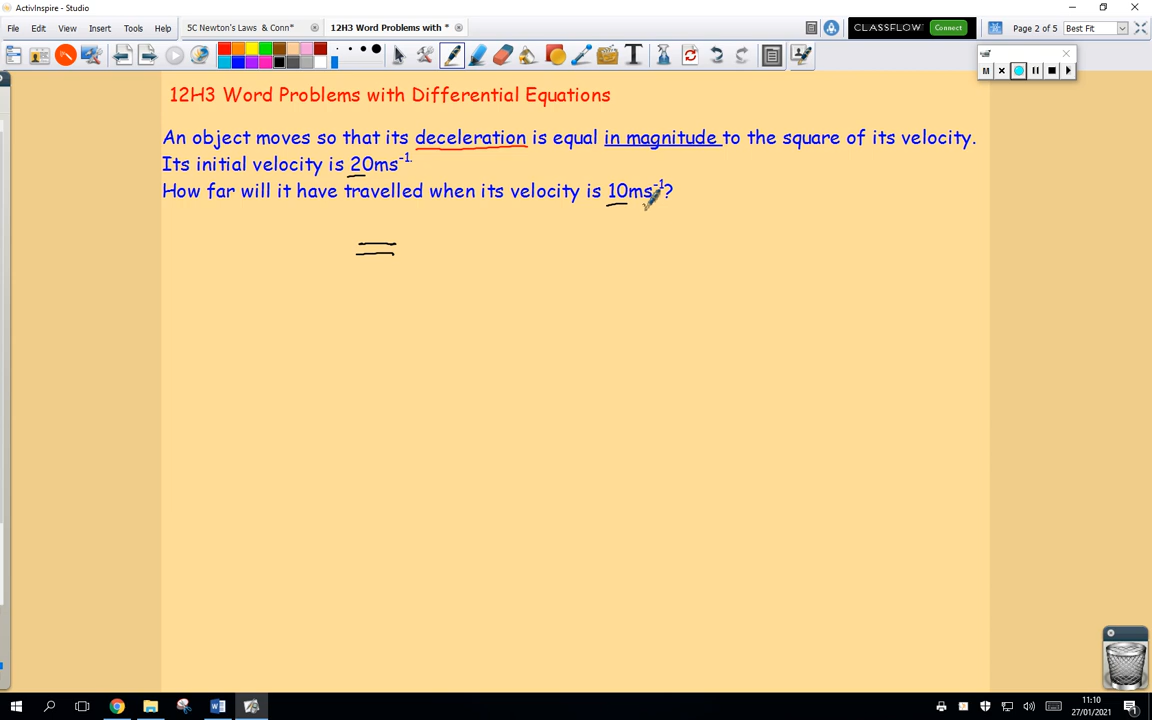 ActivInspire - Studio
File Edit View Insert Tools Help
5C Newton's Laws & Conn*
12H3 Word Problems with *
CLASSFLOW Connect
Page 2 of 5
Best Fit
M
12H3 Word Problems with Differential Equations
An object moves so that its deceleration is equal in magnitude to the square of its velocity.
Its initial velocity is 20ms⁻¹.
How far will it have travelled when its velocity is 10ms⁻¹?
=
11:10
27/01/2021